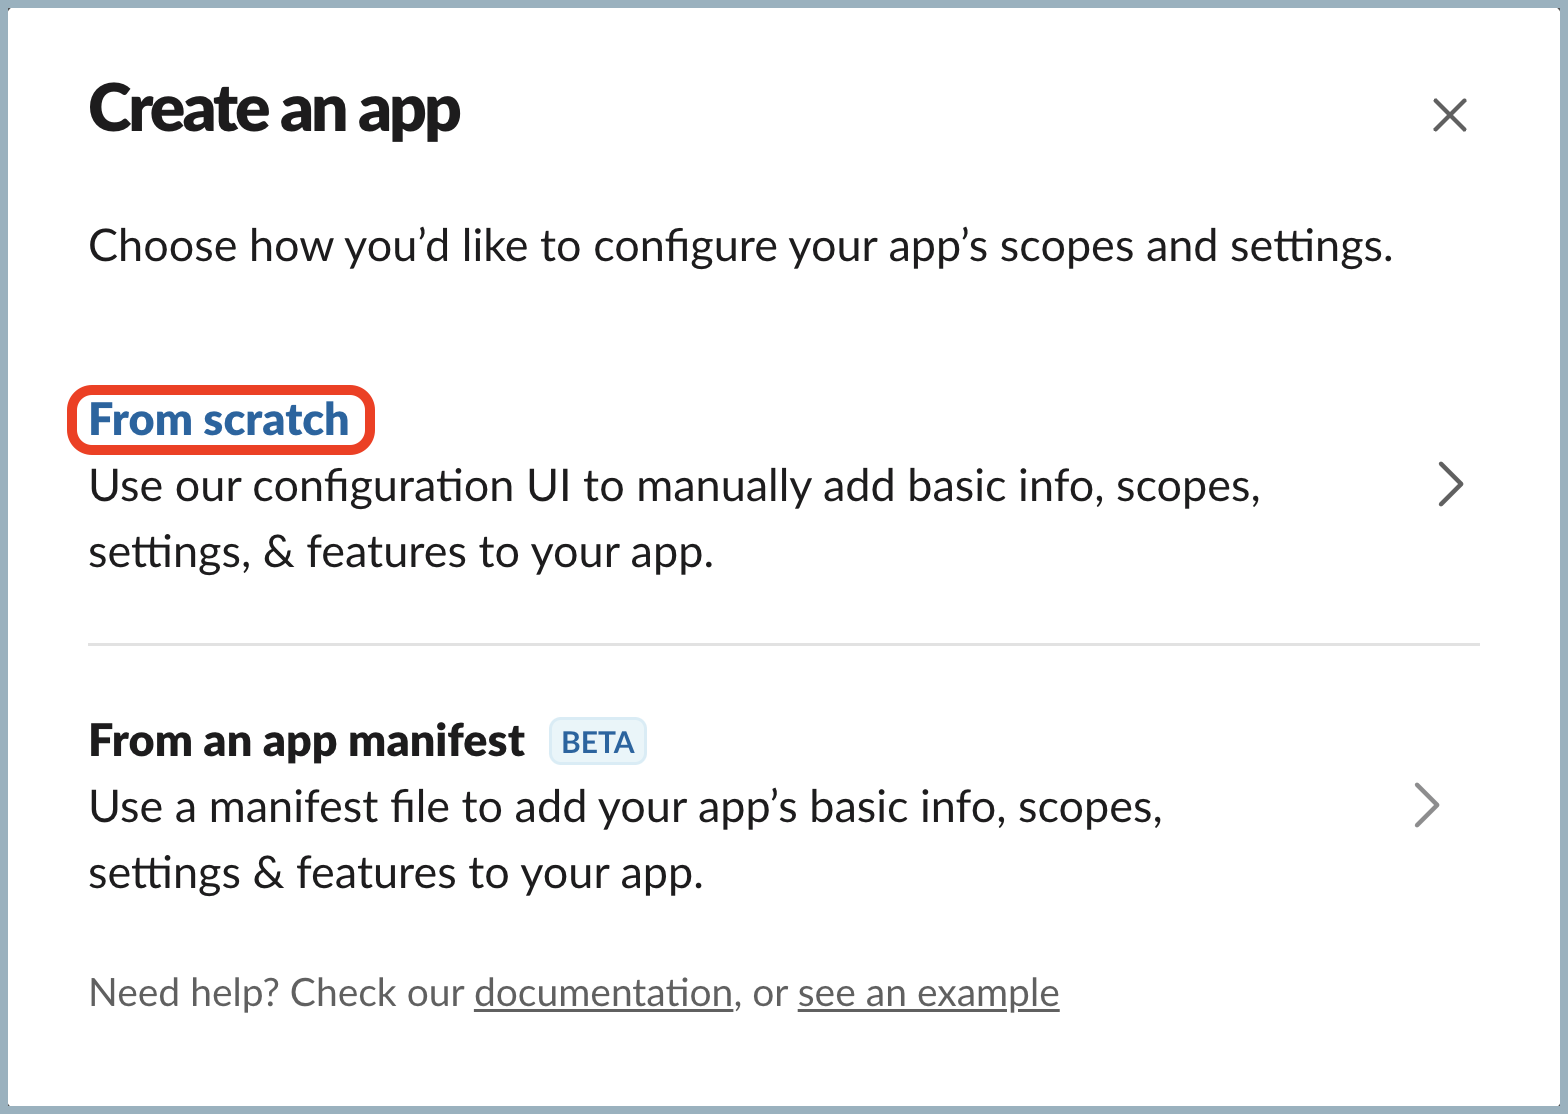 Create an app
Choose how you’d like to configure your app’s scopes and settings.
From scratch
Use our configuration UI to manually add basic info, scopes,
settings, & features to your app.
From an app manifest BETA
Use a manifest file to add your app’s basic info, scopes,
settings & features to your app.
Need help? Check our documentation, or see an example